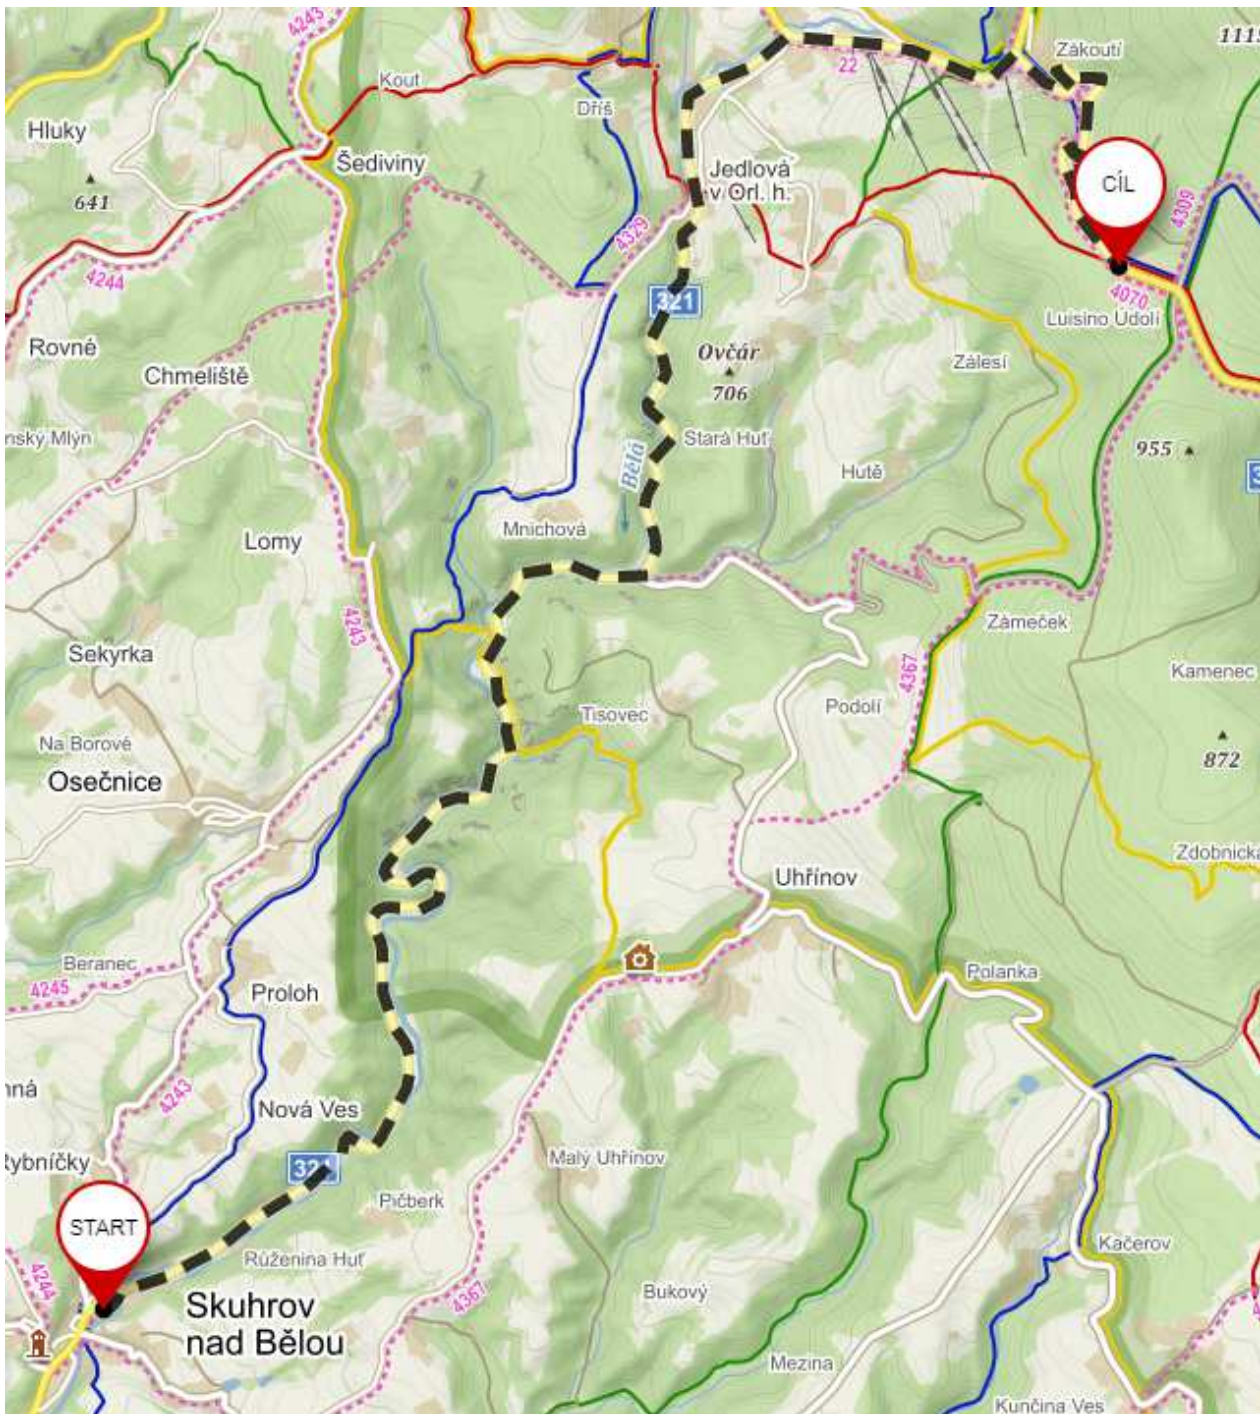 4243
1115
Zákoutí
22
Kout
Dříš
Hluky
Šediviny
Jedlová
v Orl. h.
CÍL
641
4309
4329
4244
4070
321
Luisino Údolí
Rovné
Ovčár
706
Chmeliště
Zálesí
nský Mlýn
Stará Huť
955
Bělá
Hutě
3
Mnichová
Lomy
4243
Zámeček
Sekyrka
4367
Kamenec
Podolí
Tisovec
Na Borové
872
Osečnice
Zdobnická
Uhřínov
Beranec
Polanka
4245
Proloh
nná
4243
Nová Ves
Rybníčky
321
Malý Uhřínov
Pičberk
START
Kačerov
Růženina Huť
4244
4367
Bukový
Skuhrov
nad Bělou
Mezina
Kunčina Ves